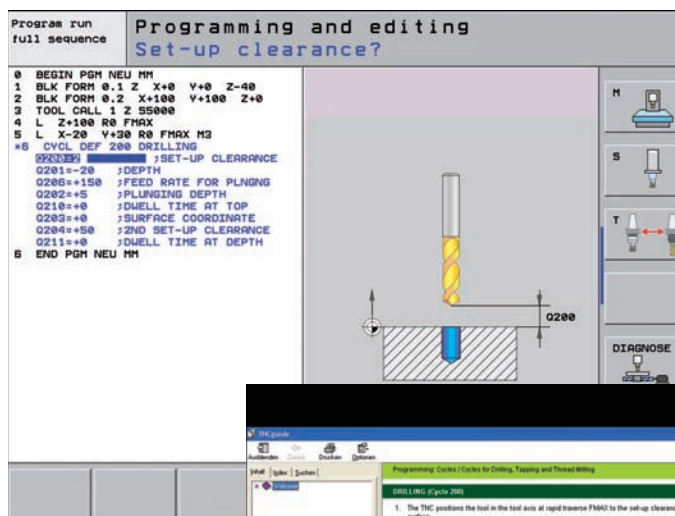 Program run
full sequence
Programming and editing
Set-up clearance?
0 BEGIN PGM NEU MM
1 BLK FORM 0.1 Z X+0 Y+0 Z-40
2 BLK FORM 0.2 X+100 Y+100 Z+0
3 TOOL CALL 1 Z S5000
4 L Z+100 R0 FMAX
5 L X-20 Y+30 R0 FMAX M3
*6 CYCL DEF 200 DRILLING
Q200=2 ;SET-UP CLEARANCE
Q201=-20 ;DEPTH
Q206=+150 ;FEED RATE FOR PLNGNG
Q202=+5 ;PLUNGING DEPTH
Q210=+0 ;DWELL TIME AT TOP
Q203=+0 ;SURFACE COORDINATE
Q204=+50 ;2ND SET-UP CLEARANCE
Q211=+0 ;DWELL TIME AT DEPTH
6 END PGM NEU MM
Q200
M
S
T
DIAGNOSE
TNCguide
Ausblenden Zurück Drucken Optionen
Inhalt Index Suchen
Welcome
Programming: Cycles / Cycles for Drilling, Tapping and Thread Milling
DRILLING (Cycle 200)
1. The TNC positions the tool in the tool axis at rapid traverse FMAX to the set-up clearanc
surface.